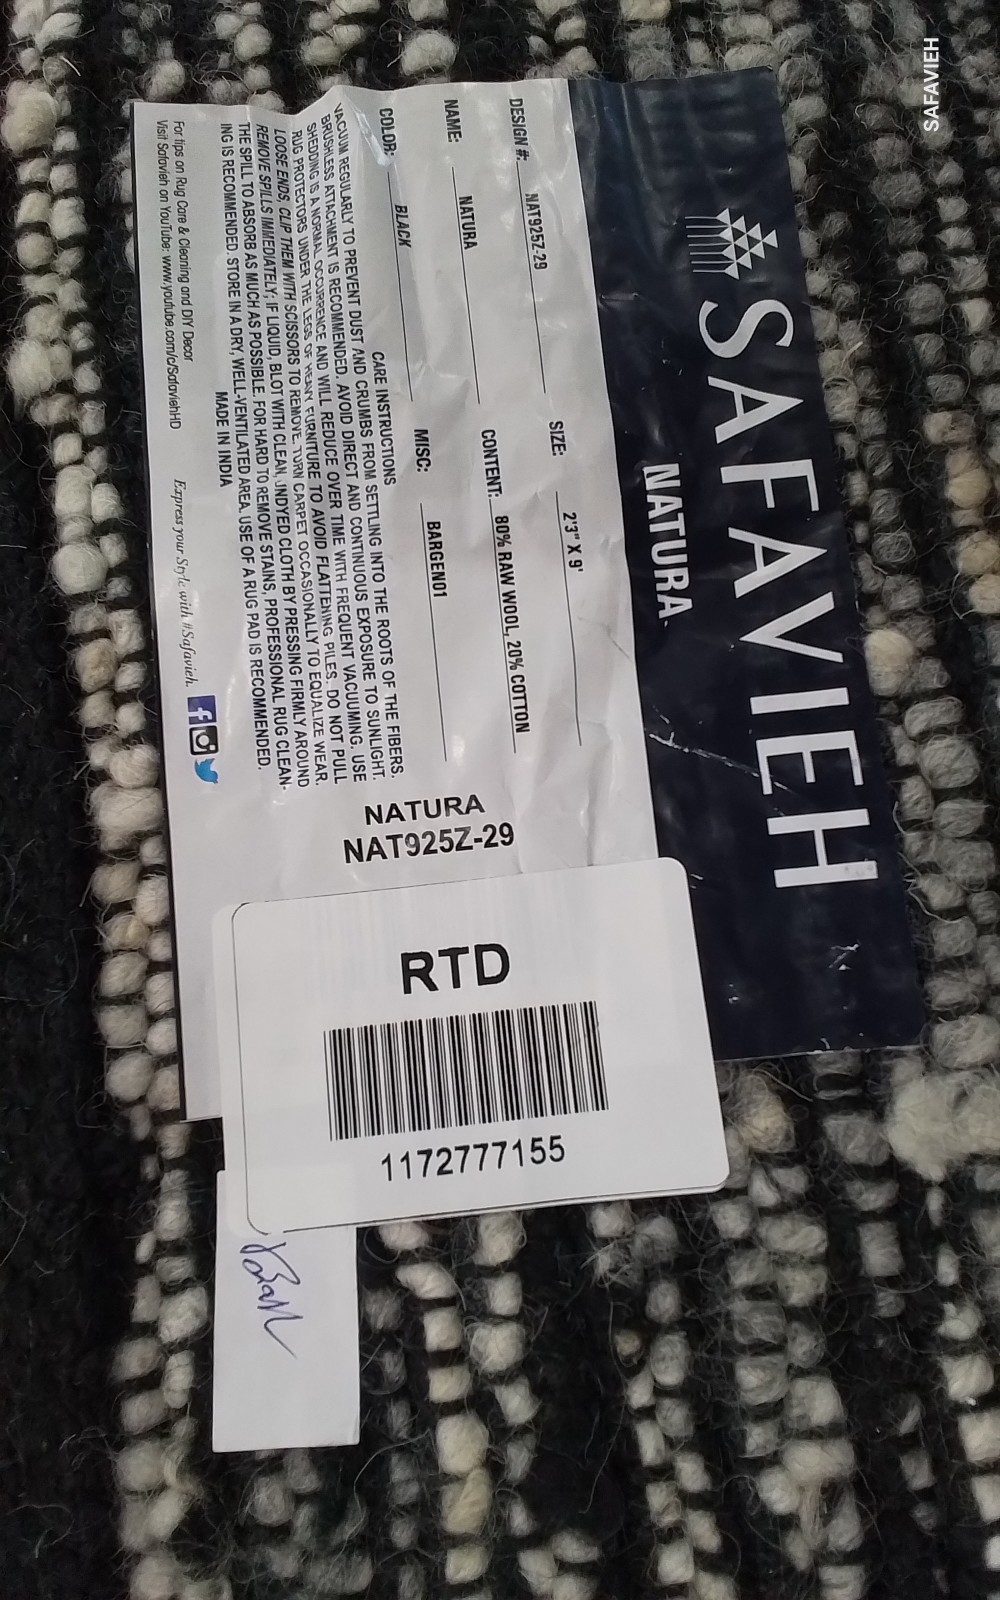 SAFAVIEH
SAFAVIEH
NATURA
DESIGN #: NAT925Z-29 SIZE: 2'3" X 9'
NAME: NATURA CONTENT: 80% RAW WOOL, 20% COTTON
COLOR: BLACK MISC: BARGEN01
CARE INSTRUCTIONS
VACUUM REGULARLY TO PREVENT DUST AND CRUMBS FROM SETTLING INTO THE ROOTS OF THE FIBERS.
BRUSHLESS ATTACHMENT IS RECOMMENDED. AVOID DIRECT AND CONTINUOUS EXPOSURE TO SUNLIGHT.
SHEDDING IS A NORMAL OCCURRENCE AND WILL REDUCE OVER TIME WITH FREQUENT VACUUMING. USE
RUG PROTECTORS UNDER THE LEGS OF HEAVY FURNITURE TO AVOID FLATTENING PILES. DO NOT PULL
LOOSE ENDS, CLIP THEM WITH SCISSORS TO REMOVE. TURN CARPET OCCASIONALLY TO EQUALIZE WEAR.
REMOVE SPILLS IMMEDIATELY; IF LIQUID, BLOT WITH CLEAN, UNDYED CLOTH BY PRESSING FIRMLY AROUND
THE SPILL TO ABSORB AS MUCH AS POSSIBLE. FOR HARD TO REMOVE STAINS, PROFESSIONAL RUG CLEAN-
ING IS RECOMMENDED. STORE IN A DRY, WELL-VENTILATED AREA. USE OF A RUG PAD IS RECOMMENDED.
MADE IN INDIA
For tips on Rug Care & Cleaning and DIY Decor
Visit Safavieh on YouTube: www.youtube.com/c/SafaviehHD
Express your Style with #Safavieh.
NATURA
NAT925Z-29
RTD
1172777155